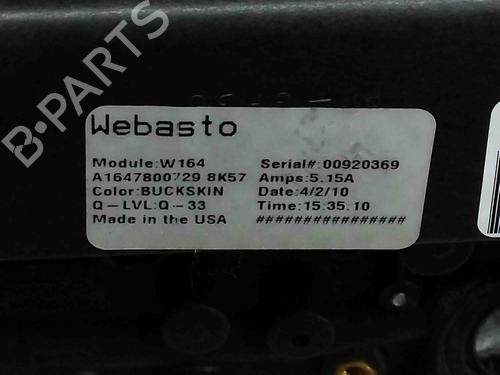 B-PARTS
Webasto
Module:W164 Serial#:00920369
A1647800729 8K57 Amps:5.15A
Color:BUCKSKIN Date:4/2/10
Q-LVL:Q-33 Time:15:35:10
Made in the USA ################